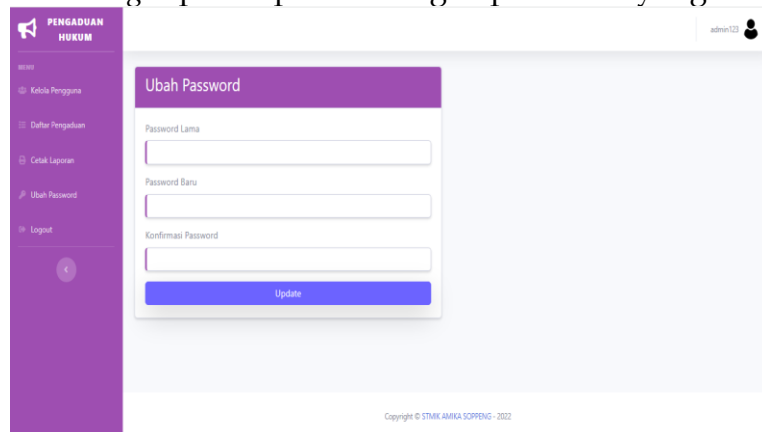 PENGADUAN
HUKUM
admin123
MENU
Kelola Pengguna
Daftar Pengaduan
Cetak Laporan
Ubah Password
Logout
Ubah Password
Password Lama
Password Baru
Konfirmasi Password
Update
Copyright © STMIK AMIKA SOPPENG - 2022